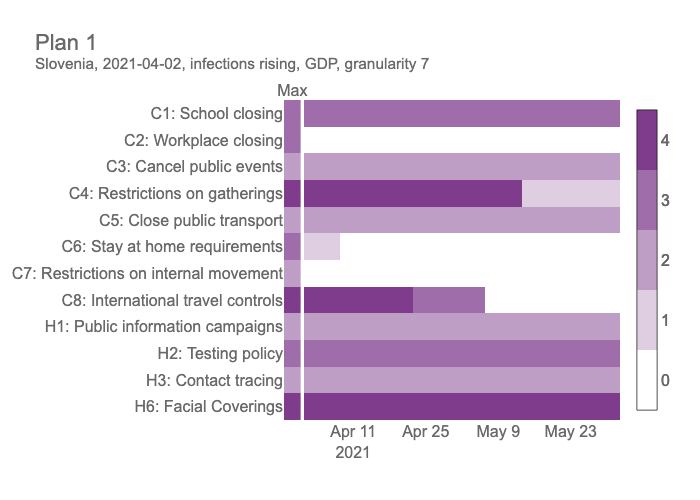 Plan 1
Slovenia, 2021-04-02, infections rising, GDP, granularity 7
Max
C1: School closing
C2: Workplace closing
C3: Cancel public events
C4: Restrictions on gatherings
C5: Close public transport
C6: Stay at home requirements
C7: Restrictions on internal movement
C8: International travel controls
H1: Public information campaigns
H2: Testing policy
H3: Contact tracing
H6: Facial Coverings
Apr 11 Apr 25 May 9 May 23
2021
4
3
2
1
0